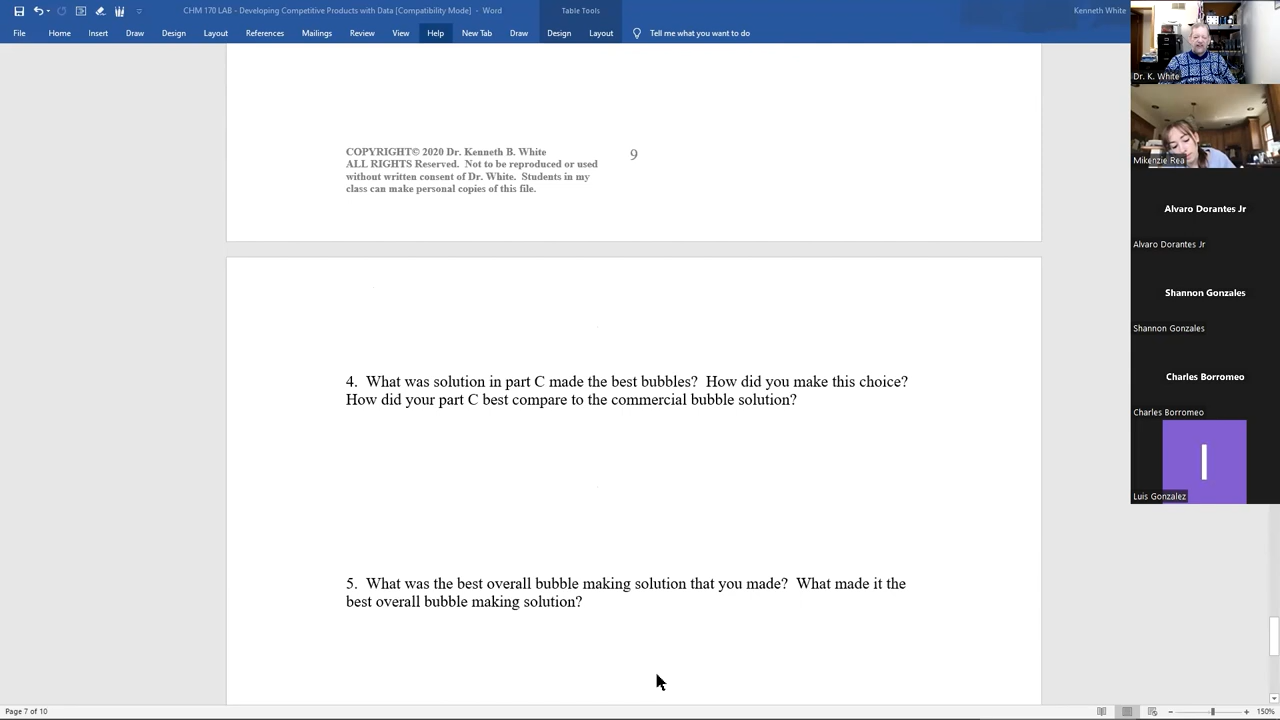 CHM 170 LAB - Developing Competitive Products with Data [Compatibility Mode] - Word
Table Tools
Kenneth White
File Home Insert Draw Design Layout References Mailings Review View Help New Tab Draw Design Layout Tell me what you want to do
COPYRIGHT© 2020 Dr. Kenneth B. White
ALL RIGHTS Reserved. Not to be reproduced or used
without written consent of Dr. White. Students in my
class can make personal copies of this file.
9
4. What was solution in part C made the best bubbles? How did you make this choice?
How did your part C best compare to the commercial bubble solution?
5. What was the best overall bubble making solution that you made? What made it the
best overall bubble making solution?
Page 7 of 10
150%
Dr. K. White
Mikenzie Rea
Alvaro Dorantes Jr
Alvaro Dorantes Jr
Shannon Gonzales
Shannon Gonzales
Charles Borromeo
Charles Borromeo
I
Luis Gonzalez